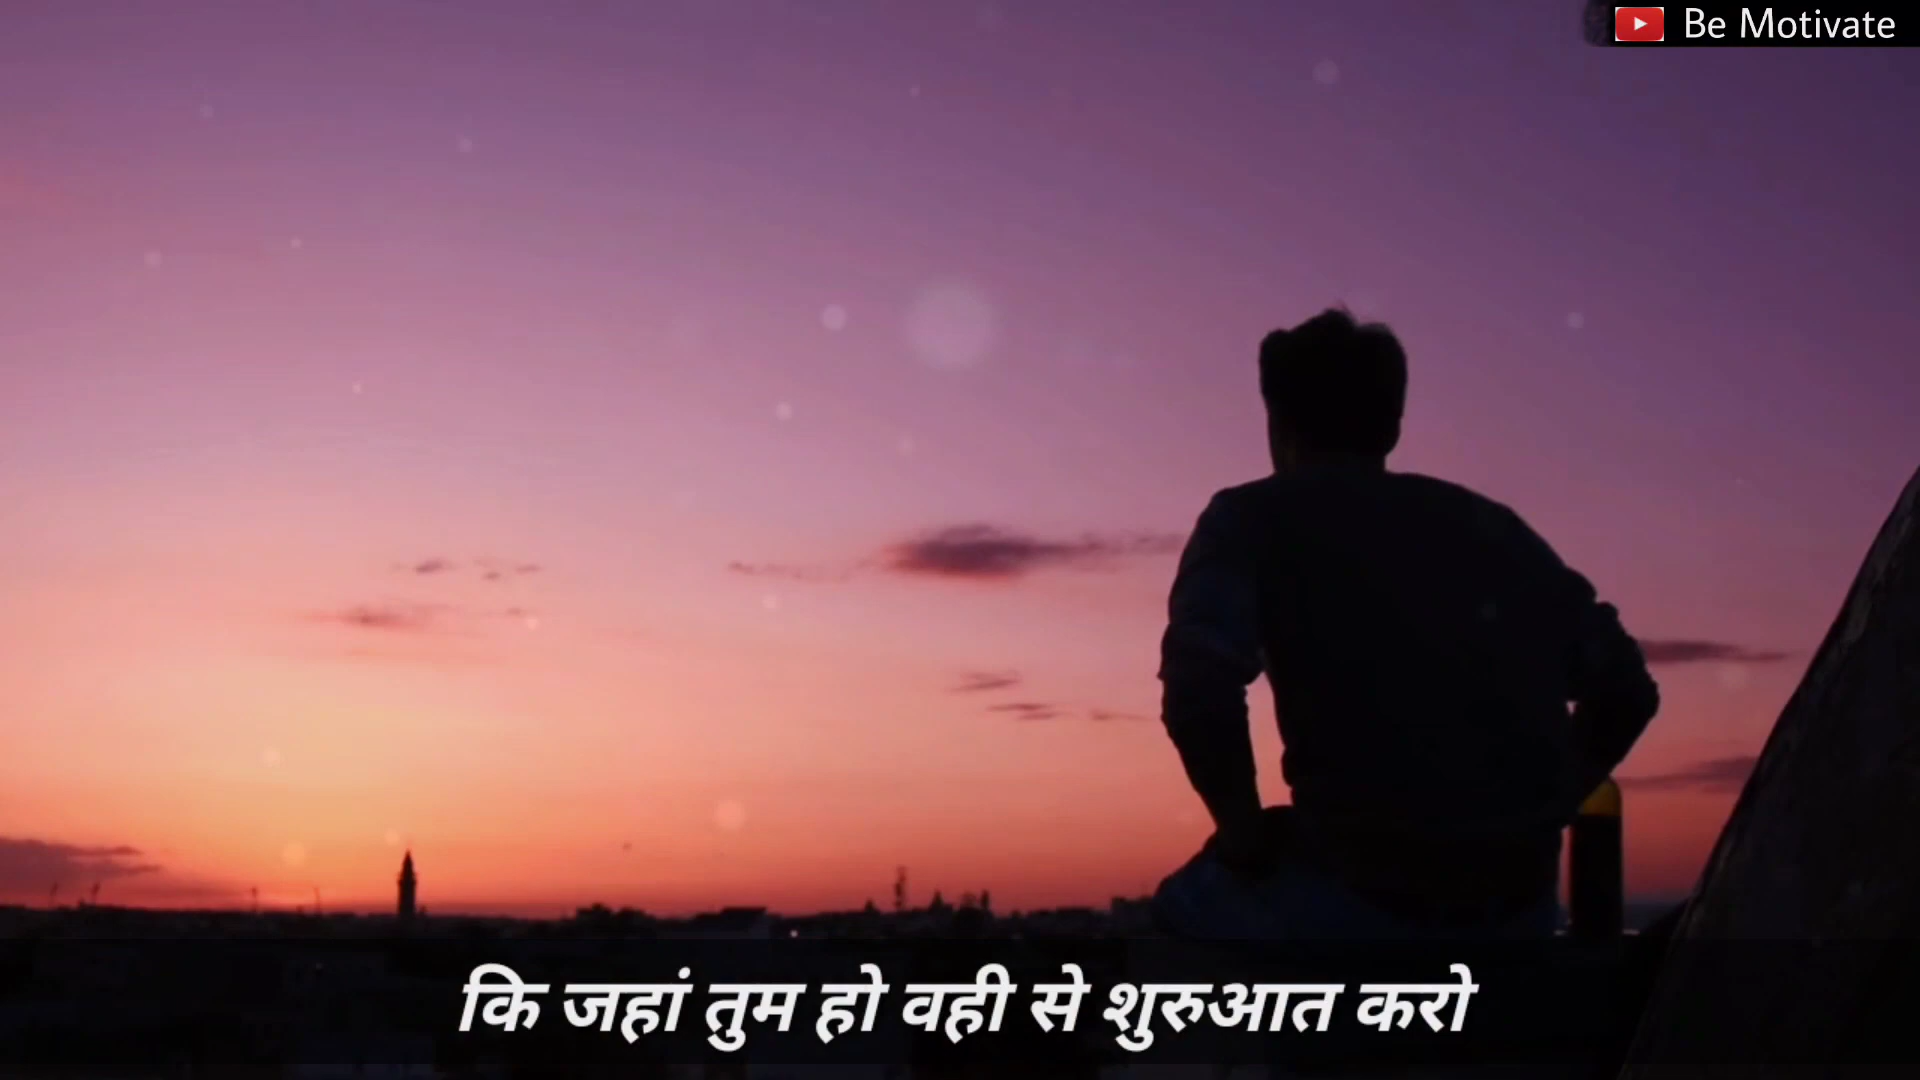 Be Motivate
कि जहां तुम हो वही से शुरुआत करो